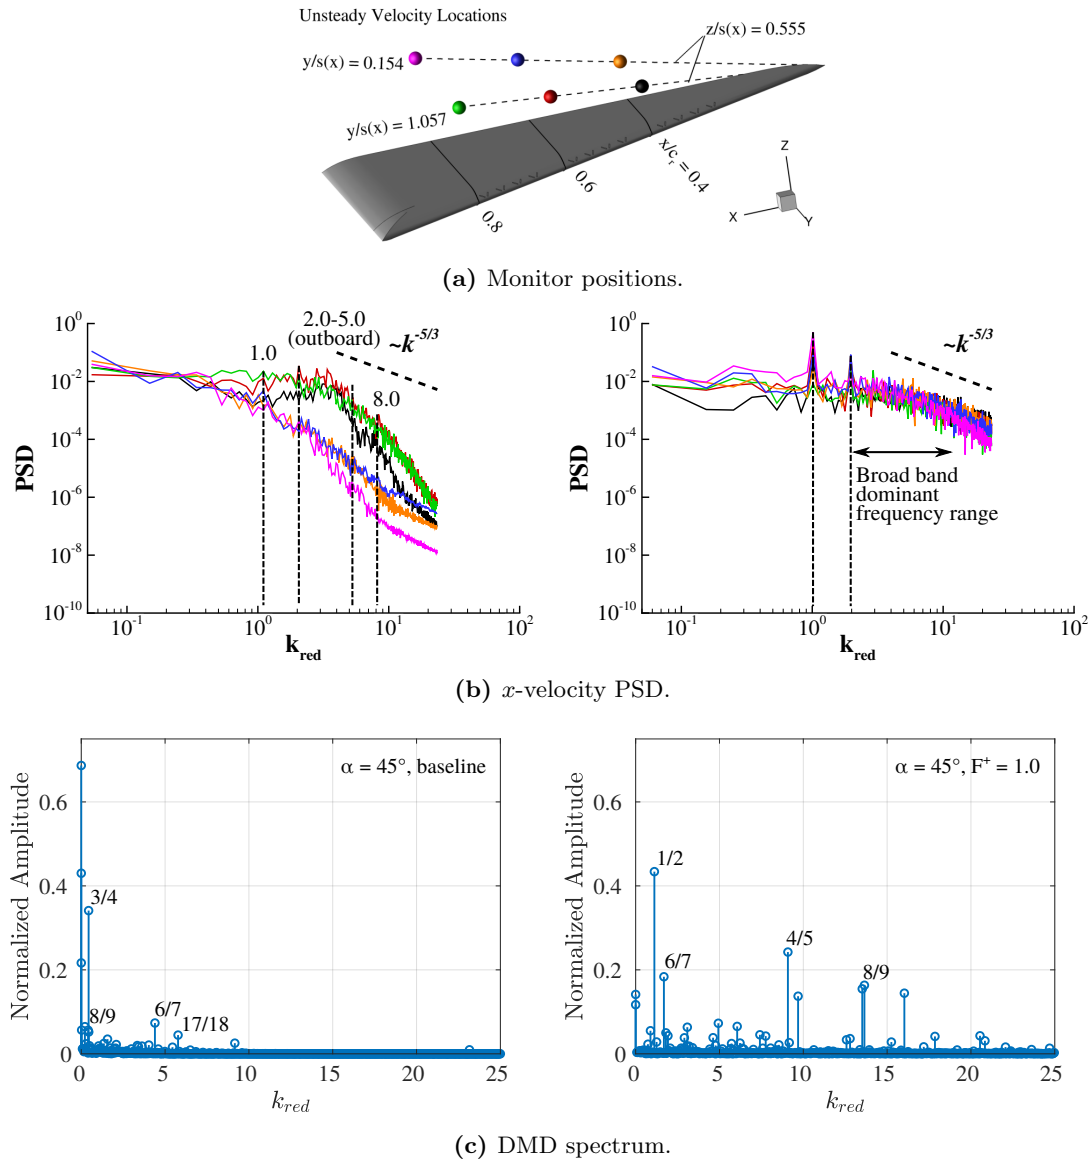 Unsteady Velocity Locations
z/s(x) = 0.555
y/s(x) = 0.154
y/s(x) = 1.057
x/c_r = 0.4
0.6
0.8
Z
X
Y
(a) Monitor positions.
2.0-5.0
(outboard)
1.0
8.0
~k^-5/3
10^0
10^-2
10^-4
10^-6
10^-8
10^-10
PSD
10^-1
10^0
10^1
10^2
k_red
~k^-5/3
10^0
10^-2
10^-4
10^-6
10^-8
10^-10
PSD
Broad band
dominant
frequency range
10^-1
10^0
10^1
10^2
k_red
(b) x-velocity PSD.
α = 45°, baseline
Normalized Amplitude
0.6
0.4
0.2
0
3/4
8/9
6/7
17/18
0
5
10
15
20
25
k_red
α = 45°, F^+ = 1.0
Normalized Amplitude
0.6
0.4
0.2
0
1/2
6/7
4/5
8/9
0
5
10
15
20
25
k_red
(c) DMD spectrum.